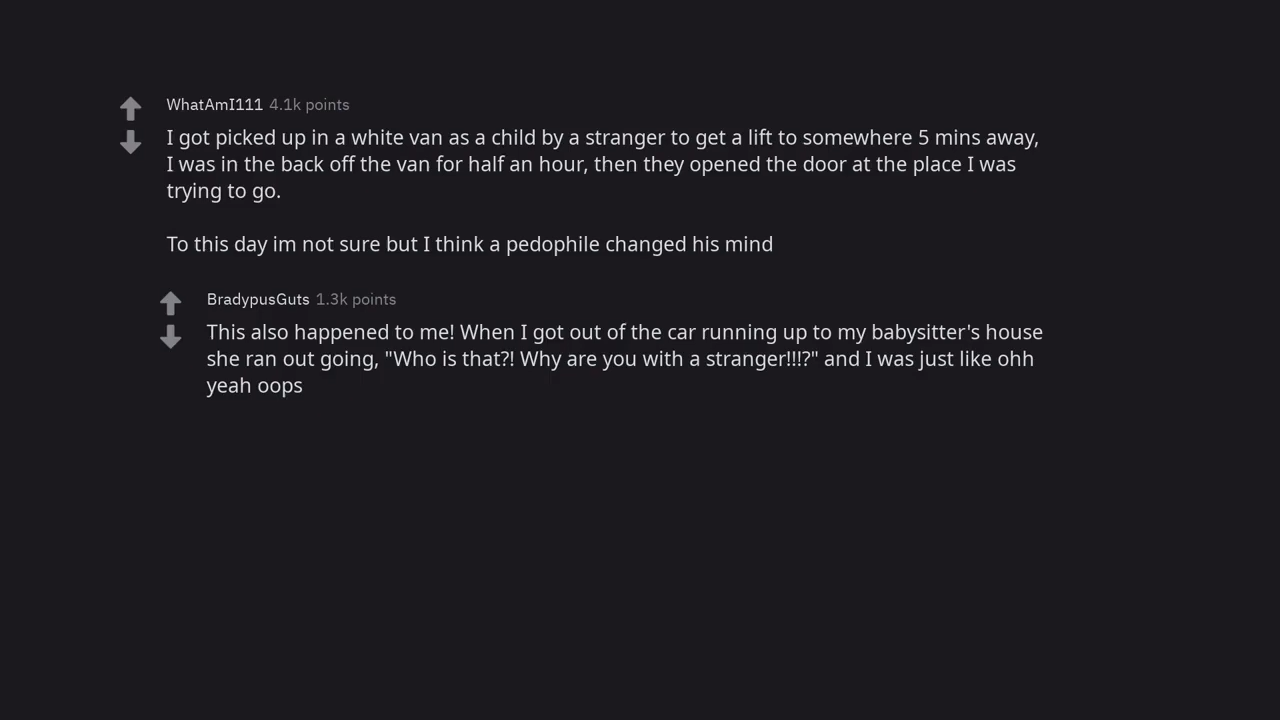 WhatAmI111 4.1k points
I got picked up in a white van as a child by a stranger to get a lift to somewhere 5 mins away,
I was in the back off the van for half an hour, then they opened the door at the place I was
trying to go.
To this day im not sure but I think a pedophile changed his mind
BradypusGuts 1.3k points
This also happened to me! When I got out of the car running up to my babysitter's house
she ran out going, "Who is that?! Why are you with a stranger!!!?" and I was just like ohh
yeah oops